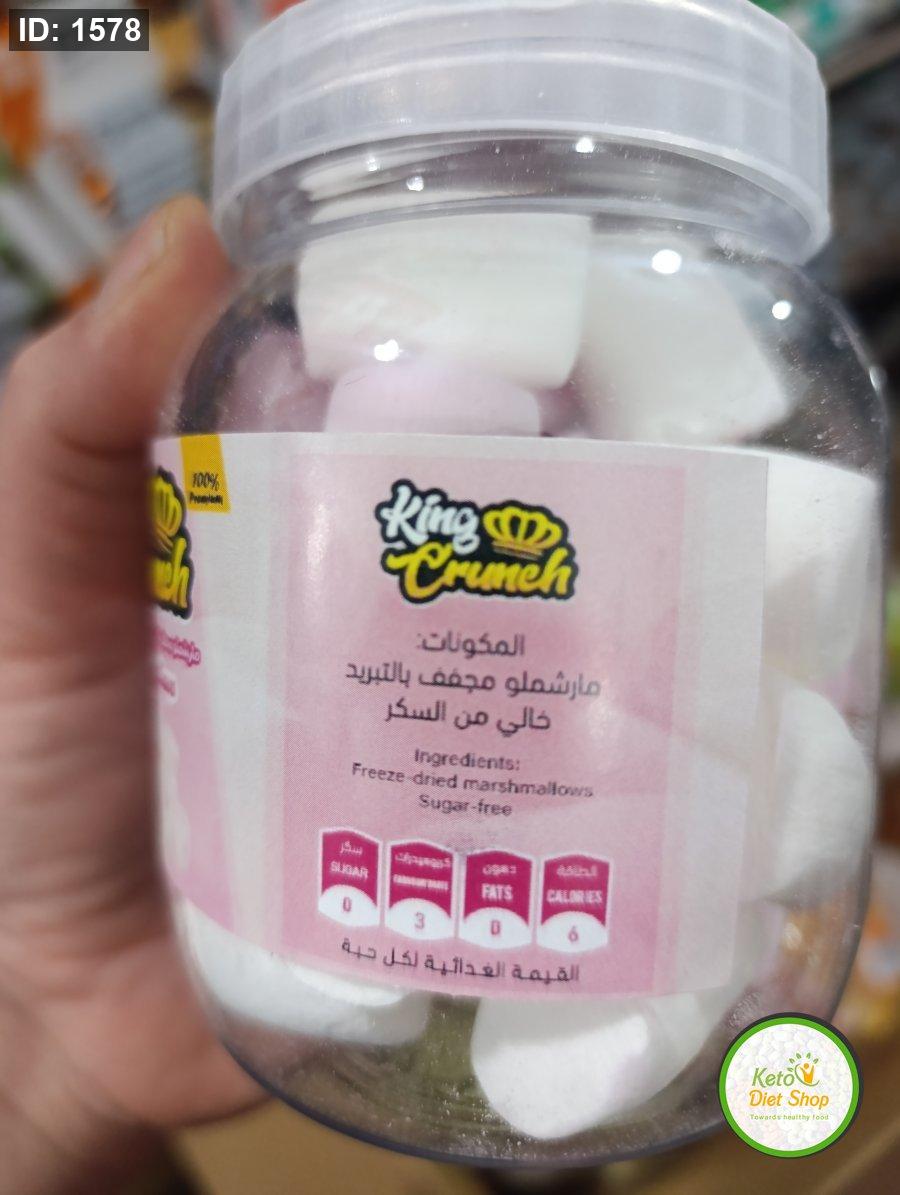 ID: 1578
100%
Premium
King
Crunch
المكونات:
مارشملو مجفف بالتبريد
خالي من السكر
Ingredients:
Freeze-dried marshmallows
Sugar-free
سكر
SUGAR
0
كربوهيدرات
CARBOHYDRATE
3
دهون
FATS
0
الطاقة
CALORIES
6
القيمة الغذائية لكل حبة
Keto
Diet Shop
Towards healthy food